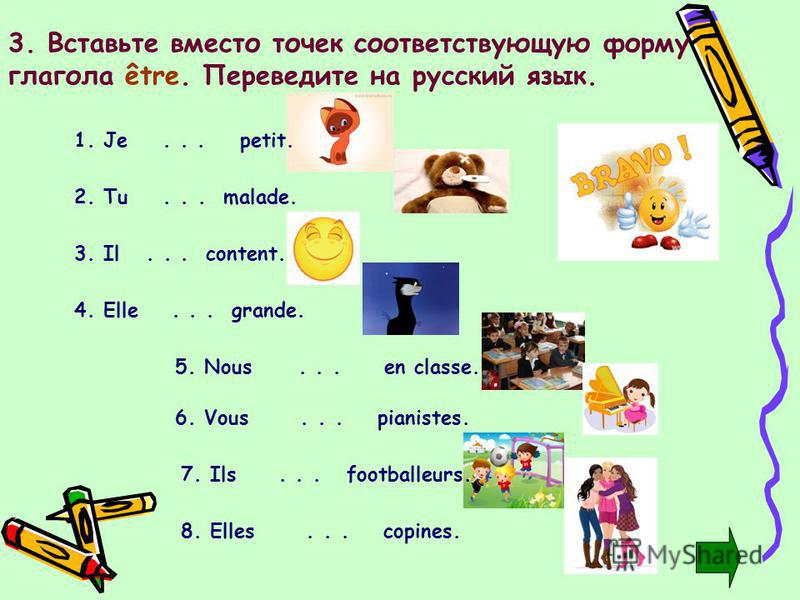 3. Вставьте вместо точек соответствующую форму
глагола être. Переведите на русский язык.
1. Je . . . petit.
2. Tu . . . malade.
BRAVO !
3. Il . . . content.
4. Elle . . . grande.
5. Nous . . . en classe.
6. Vous . . . pianistes.
7. Ils . . . footballeurs.
8. Elles . . . copines.
MyShared